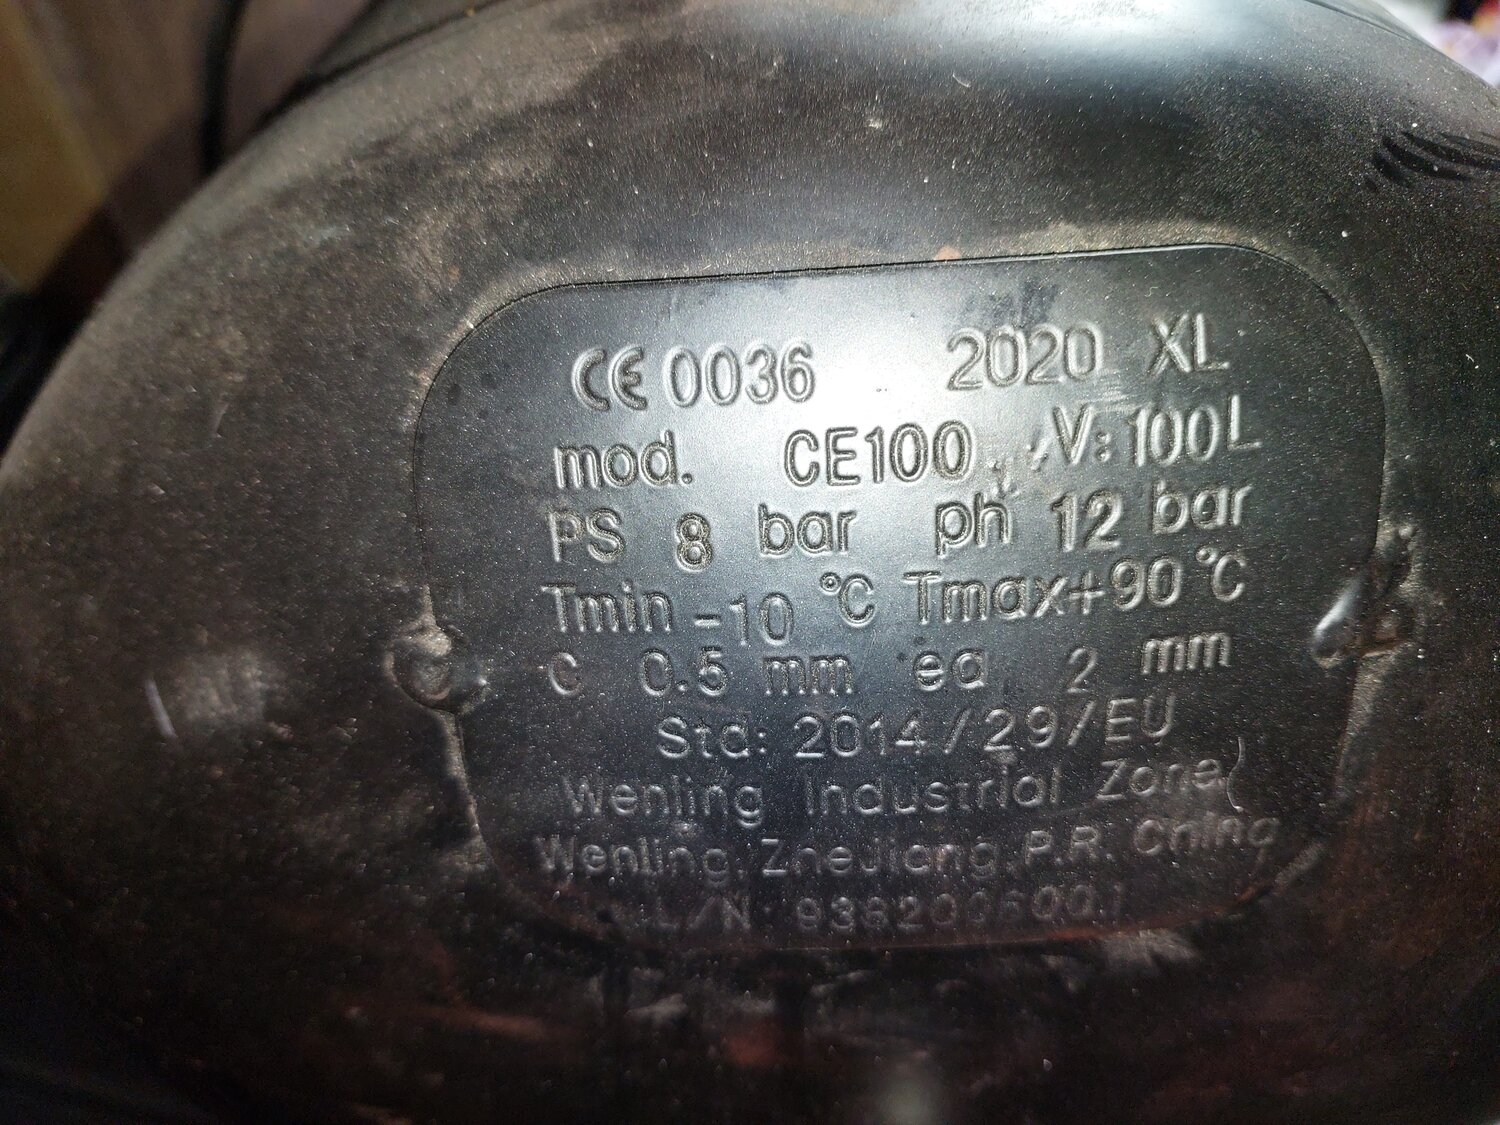 CE 0036 2020 XL
mod. CE100 V: 100L
PS 8 bar ph 12 bar
Tmin -10 °C Tmax+90 °C
C 0.5 mm ea 2 mm
Std: 2014/29/EU
Wenling Industrial Zone
Wenling, ZheJiang, P.R. China
L/N: